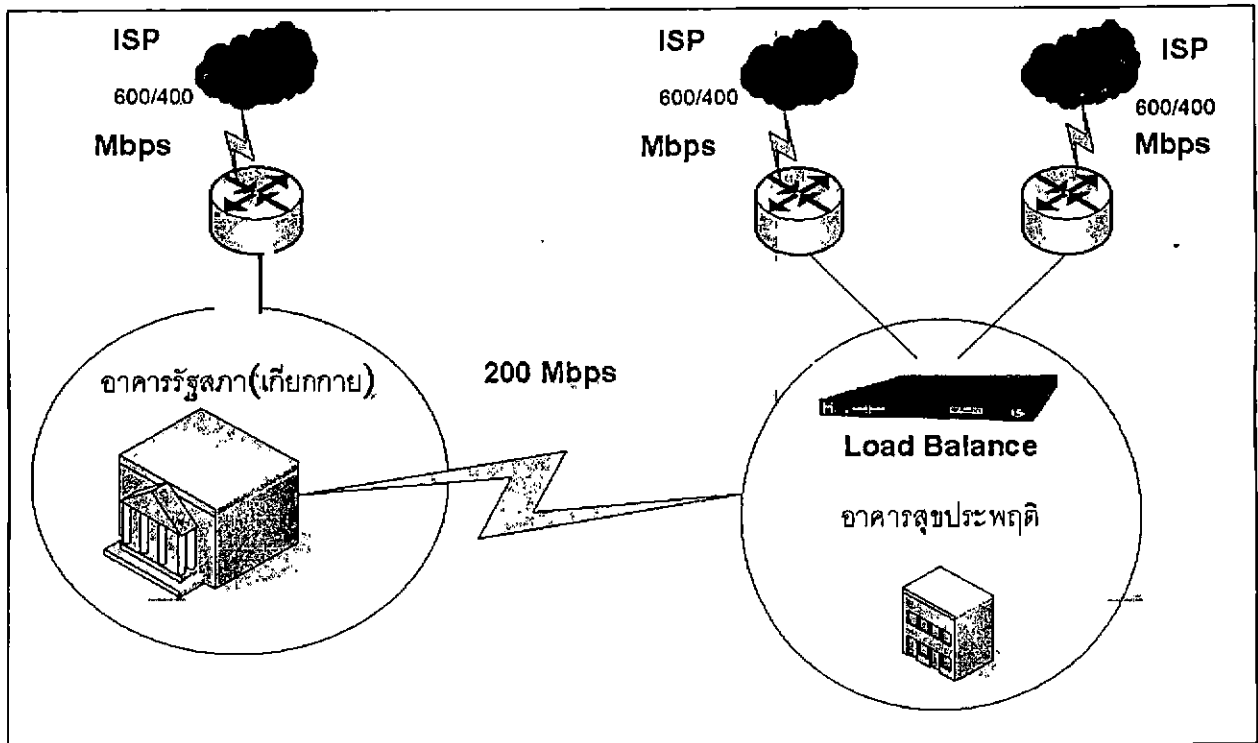 ISP
600/400
Mbps
ISP
600/400
Mbps
ISP
600/400
Mbps
อาคารรัฐสภา(เกียกกาย)
200 Mbps
Load Balance
อาคารสุขประพฤติ